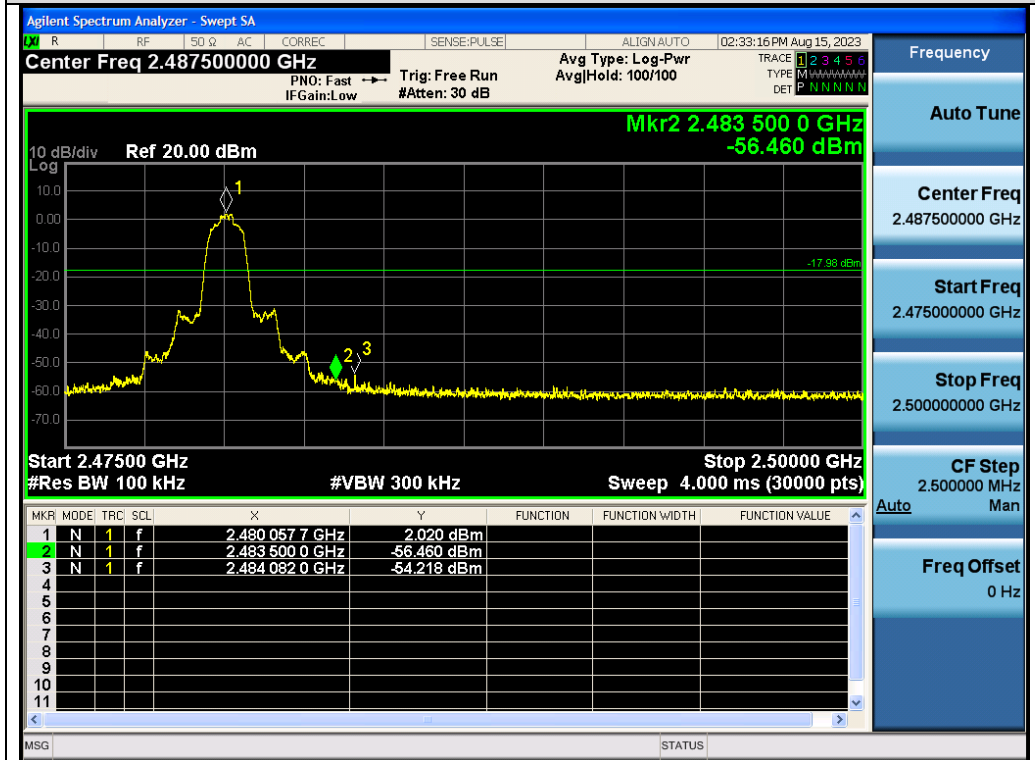 Agilent Spectrum Analyzer - Swept SA
LXI R RF 50 Ω AC CORREC SENSE:PULSE ALIGN AUTO 02:33:16 PM Aug 15, 2023
Center Freq 2.487500000 GHz
PNO: Fast
IFGain:Low
Trig: Free Run
#Atten: 30 dB
Avg Type: Log-Pwr
Avg|Hold: 100/100
TRACE 1 2 3 4 5 6
TYPE M WWWWW
DET P N N N N N
Mkr2 2.483 500 0 GHz
-56.460 dBm
10 dB/div Ref 20.00 dBm
Log
10.0
0.00
-10.0
-20.0
-30.0
-40.0
-50.0
-60.0
-70.0
1
-17.98 dBm
2
3
Start 2.47500 GHz Stop 2.50000 GHz
#Res BW 100 kHz #VBW 300 kHz Sweep 4.000 ms (30000 pts)
MKR MODE TRC SCL X Y FUNCTION FUNCTION WIDTH FUNCTION VALUE
1 N 1 f 2.480 057 7 GHz 2.020 dBm
2 N 1 f 2.483 500 0 GHz -56.460 dBm
3 N 1 f 2.484 082 0 GHz -54.218 dBm
4
5
6
7
8
9
10
11
MSG STATUS
Frequency
Auto Tune
Center Freq
2.487500000 GHz
Start Freq
2.475000000 GHz
Stop Freq
2.500000000 GHz
CF Step
2.500000 MHz
Auto Man
Freq Offset
0 Hz